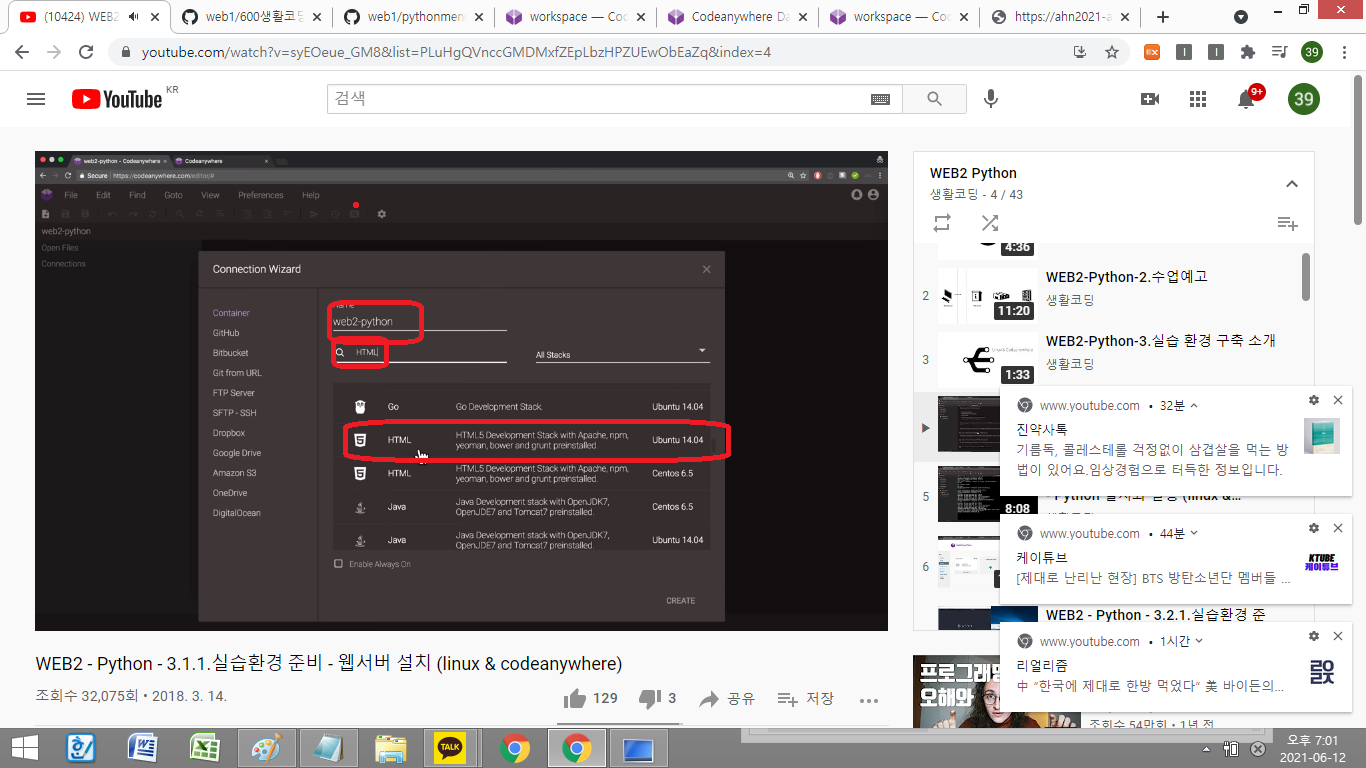 (10424) WEB2
web1/600생활코딩
web1/pythonmen
workspace — Co
Codeanywhere Da
workspace — Co
https://ahn2021-a
youtube.com/watch?v=syEOeue_GM8&list=PLuHgQVnccGMDMxfZEpLbzHPZUEwObEaZq&index=4
39
YouTube KR
검색
9+
39
web2-python - Codeanywhere
Codeanywhere
Secure | https://codeanywhere.com/editor/#
File Edit Find Goto View Preferences Help
web2-python
Open Files
Connections
Connection Wizard
Container
GitHub
Bitbucket
Git from URL
FTP Server
SFTP - SSH
Dropbox
Google Drive
Amazon S3
OneDrive
DigitalOcean
Name
web2-python
HTML
All Stacks
Go Go Development Stack. Ubuntu 14.04
HTML HTML5 Development Stack with Apache, npm, yeoman, bower and grunt preinstalled. Ubuntu 14.04
HTML HTML5 Development Stack with Apache, npm, yeoman, bower and grunt preinstalled. Centos 6.5
Java Java Development stack with OpenJDK7, OpenJDE7 and Tomcat7 preinstalled. Centos 6.5
Java Java Development stack with OpenJDK7, OpenJDE7 and Tomcat7 preinstalled. Ubuntu 14.04
Enable Always On
CREATE
WEB2 - Python - 3.1.1.실습환경 준비 - 웹서버 설치 (linux & codeanywhere)
조회수 32,075회 • 2018. 3. 14.
129
3
공유
저장
WEB2 Python
생활코딩 - 4 / 43
4:36
2
11:20
WEB2-Python-2.수업예고
생활코딩
3
1:33
WEB2-Python-3.실습 환경 구축 소개
생활코딩
5
8:08
6
WEB2 - Python - 3.2.1.실습환경 준
www.youtube.com • 32분
진약사톡
기름독, 콜레스테롤 걱정없이 삼겹살을 먹는 방
법이 있어요.임상경험으로 터득한 정보입니다.
www.youtube.com • 44분
케이튜브
[제대로 난리난 현장] BTS 방탄소년단 멤버들 ...
KTUBE
케이튜브
www.youtube.com • 1시간
리얼리즘
中 “한국에 제대로 한방 먹었다“ 美 바이든의...
프로그래밍
오해와
조회수 54만회 • 1년 전
TALK
오후 7:01
2021-06-12